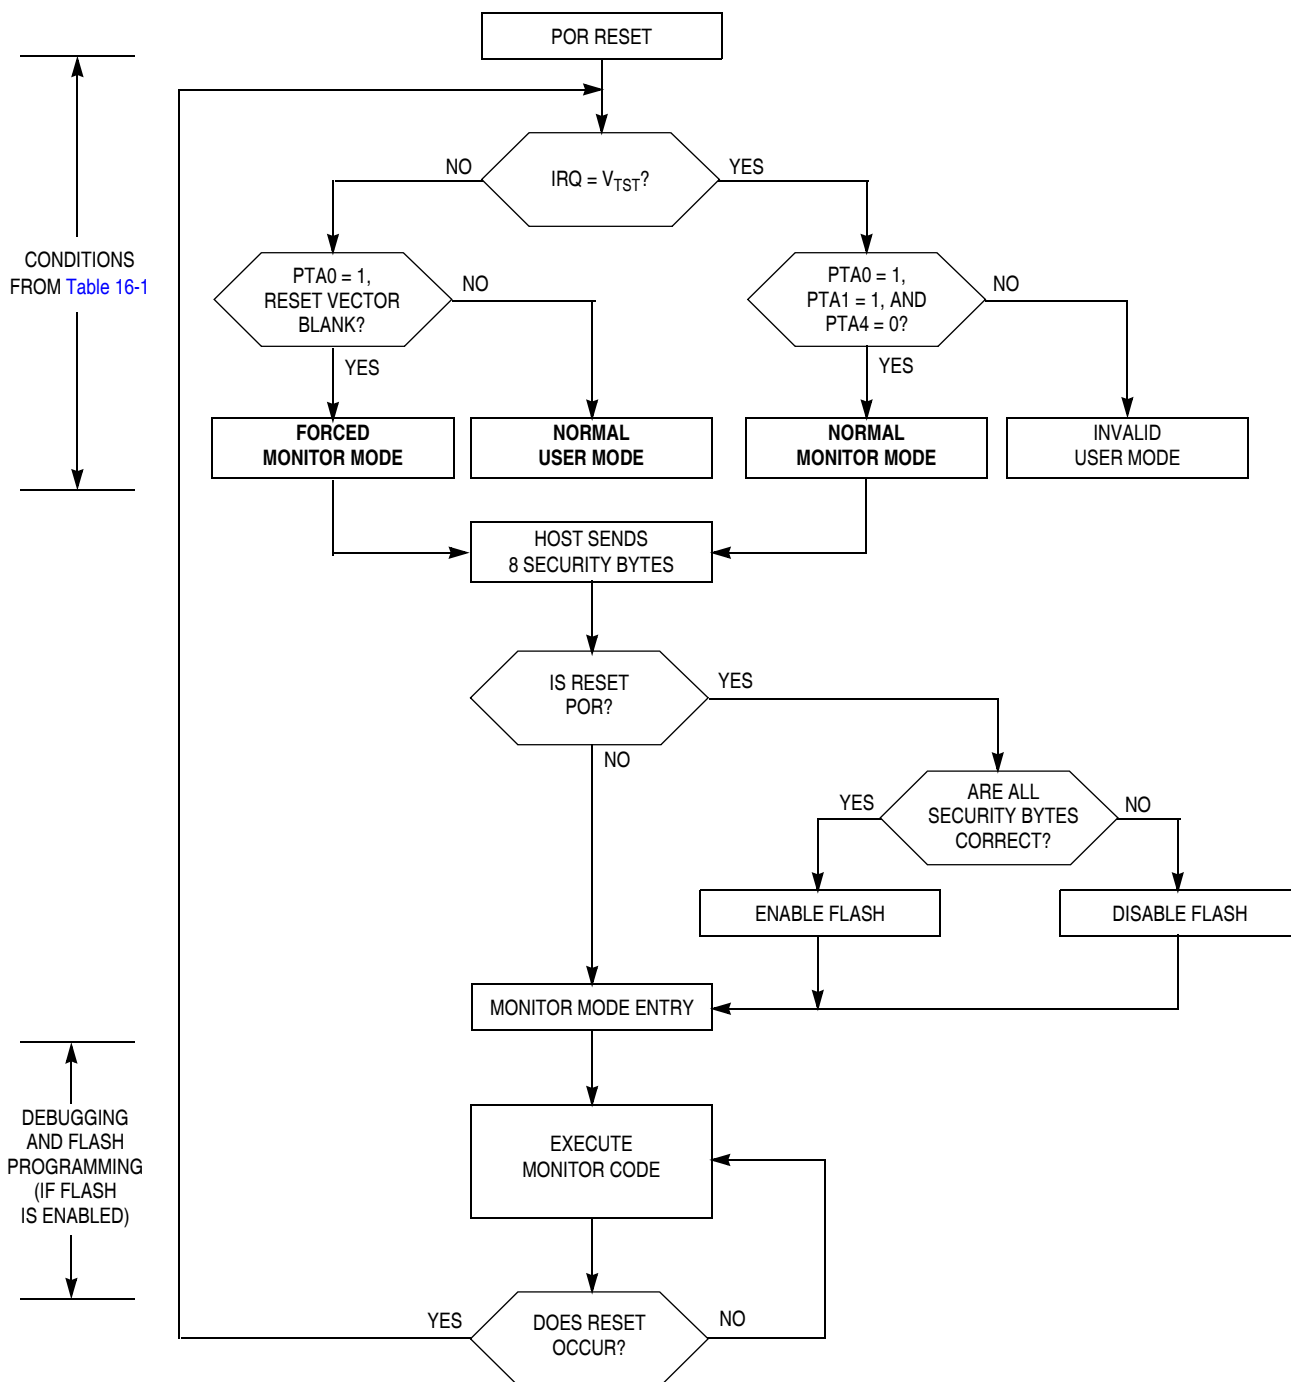 POR RESET
NO
YES
IRQ = VTST?
CONDITIONS
FROM Table 16-1
PTA0 = 1,
RESET VECTOR
BLANK?
NO
YES
PTA0 = 1,
PTA1 = 1, AND
PTA4 = 0?
NO
YES
FORCED
MONITOR MODE
NORMAL
USER MODE
NORMAL
MONITOR MODE
INVALID
USER MODE
HOST SENDS
8 SECURITY BYTES
IS RESET
POR?
YES
NO
ARE ALL
SECURITY BYTES
CORRECT?
YES
NO
ENABLE FLASH
DISABLE FLASH
MONITOR MODE ENTRY
DEBUGGING
AND FLASH
PROGRAMMING
(IF FLASH
IS ENABLED)
EXECUTE
MONITOR CODE
YES
DOES RESET
OCCUR?
NO